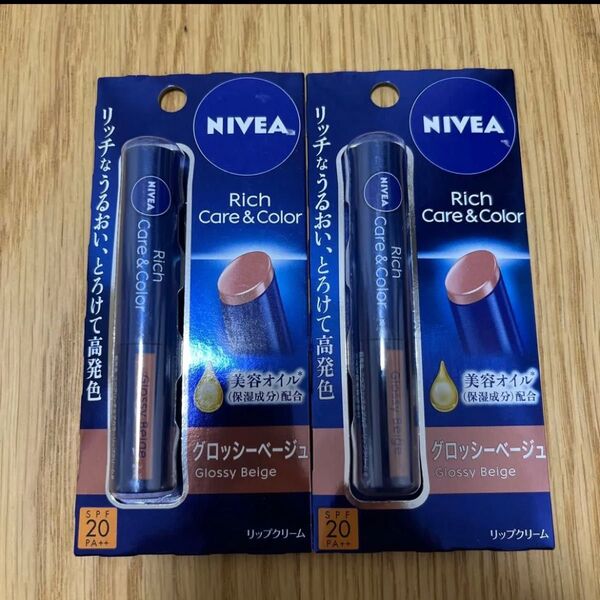 NIVEA
Rich
Care & Color
リッチなうるおい、とろけて高発色
NIVEA
Rich
Care & Color
Glossy Beige
美容オイル*
(保湿成分)配合
グロッシーベージュ
Glossy Beige
SPF
20
PA++
リップクリーム
NIVEA
Rich
Care & Color
リッチなうるおい、とろけて高発色
NIVEA
Rich
Care & Color
Glossy Beige
美容オイル*
(保湿成分)配合
グロッシーベージュ
Glossy Beige
SPF
20
PA++
リップクリーム